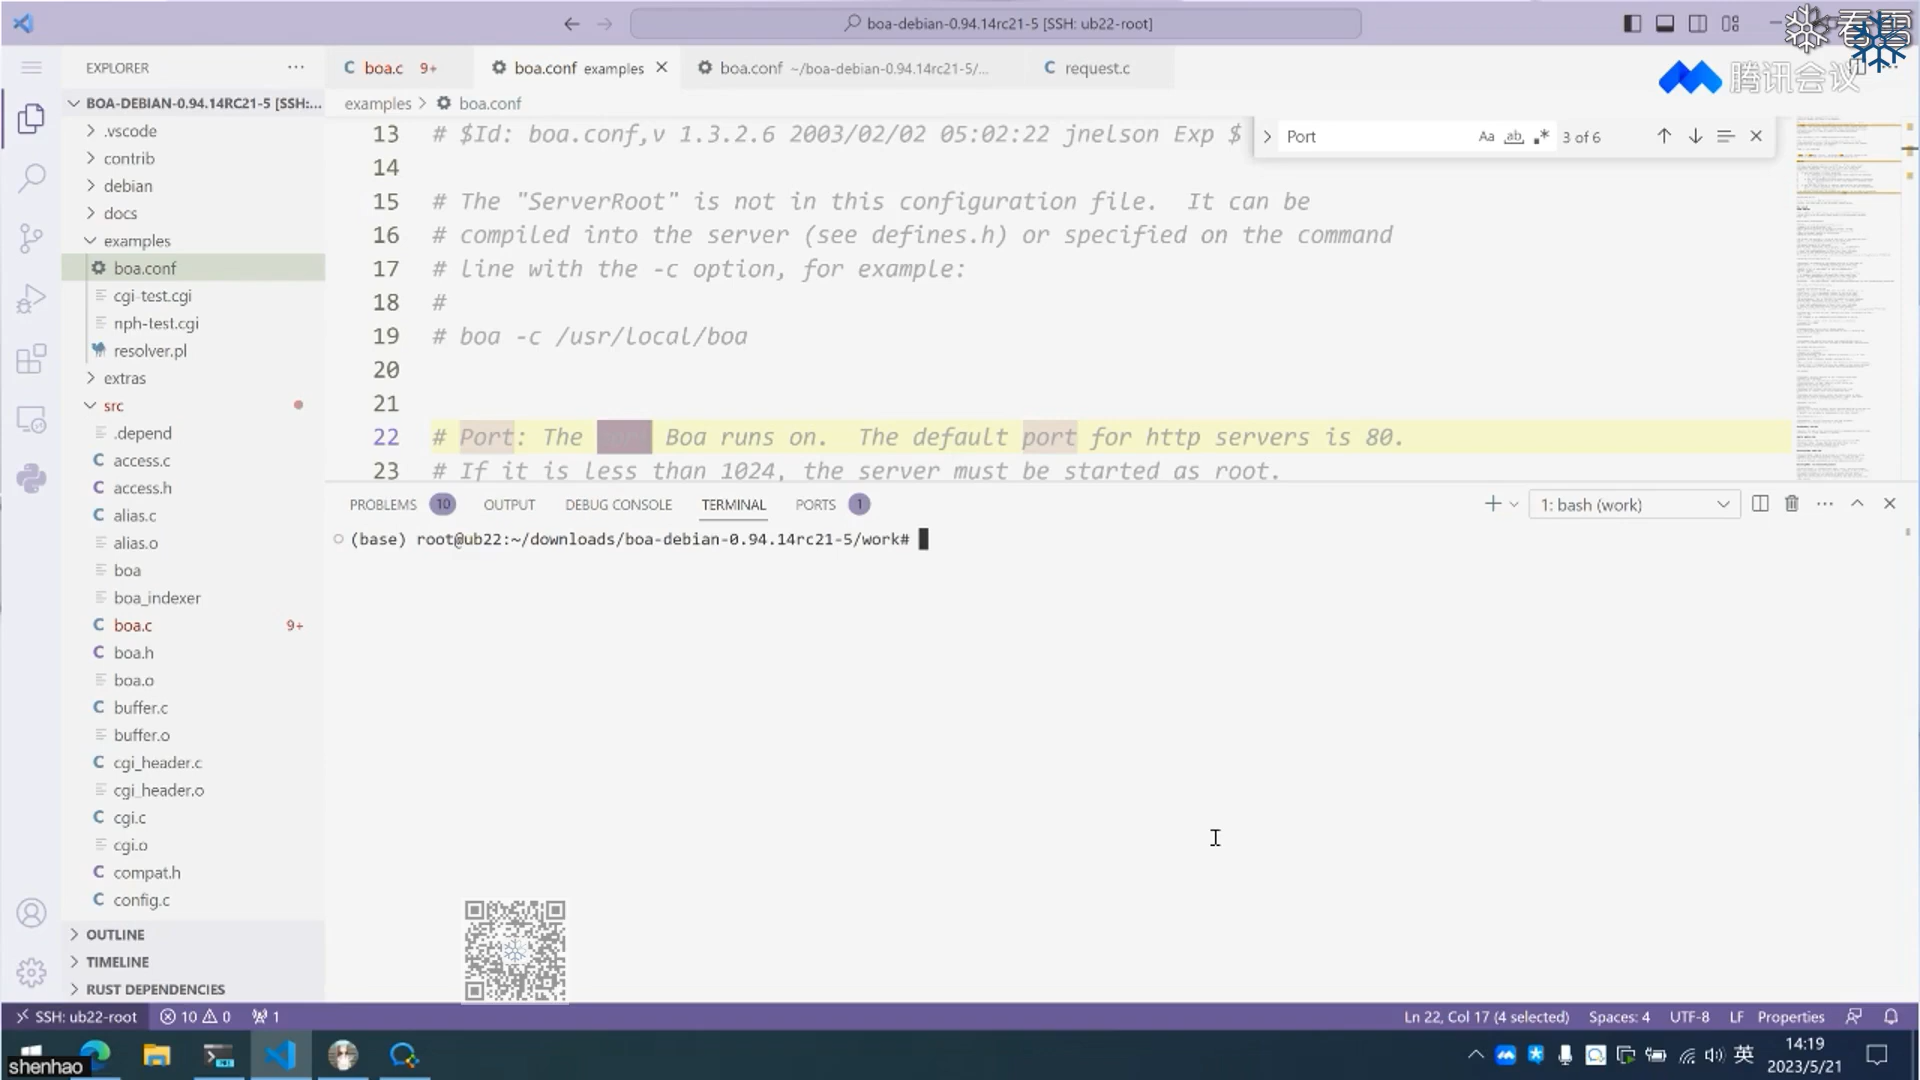 boa-debian-0.94.14rc21-5 [SSH: ub22-root]
看雪
腾讯会议
EXPLORER
boa.c 9+
boa.conf examples
boa.conf ~/boa-debian-0.94.14rc21-5/...
request.c
BOA-DEBIAN-0.94.14RC21-5 [SSH:...
.vscode
contrib
debian
docs
examples
boa.conf
cgi-test.cgi
nph-test.cgi
resolver.pl
extras
src
.depend
access.c
access.h
alias.c
alias.o
boa
boa_indexer
boa.c 9+
boa.h
boa.o
buffer.c
buffer.o
cgi_header.c
cgi_header.o
cgi.c
cgi.o
compat.h
config.c
OUTLINE
TIMELINE
RUST DEPENDENCIES
examples > boa.conf
Port Aa ab 3 of 6
13 # $Id: boa.conf,v 1.3.2.6 2003/02/02 05:02:22 jnelson Exp $
14
15 # The "ServerRoot" is not in this configuration file.  It can be
16 # compiled into the server (see defines.h) or specified on the command
17 # line with the -c option, for example:
18 #
19 # boa -c /usr/local/boa
20
21
22 # Port: The Boa runs on.  The default port for http servers is 80.
23 # If it is less than 1024, the server must be started as root.
PROBLEMS 10 OUTPUT DEBUG CONSOLE TERMINAL PORTS 1
1: bash (work)
(base) root@ub22:~/downloads/boa-debian-0.94.14rc21-5/work#
SSH: ub22-root 10 0 1
Ln 22, Col 17 (4 selected) Spaces: 4 UTF-8 LF Properties
shenhao
英
14:19
2023/5/21